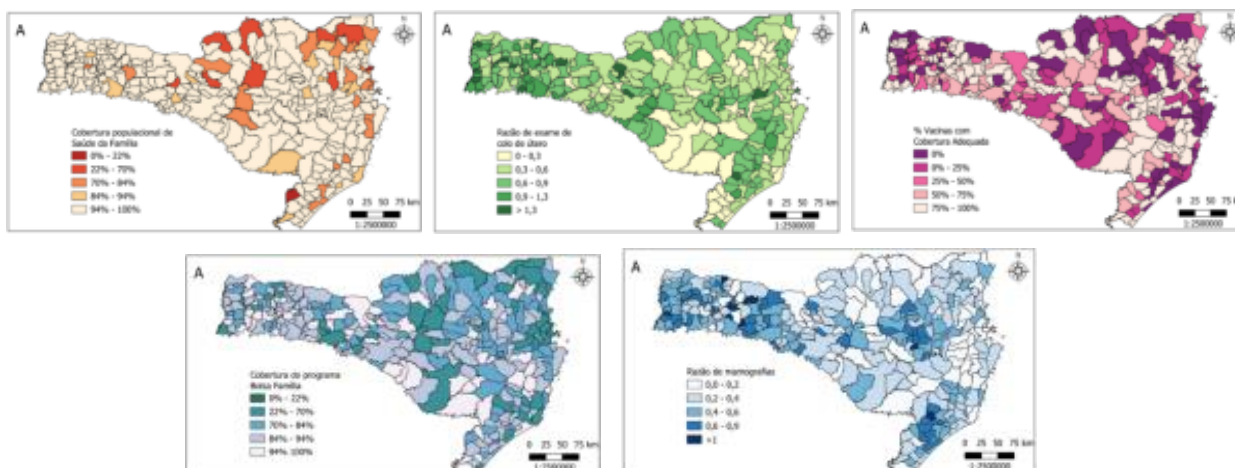 A
N
Cobertura populacional de
Saúde da Família
0% - 22%
22% - 70%
70% - 84%
84% - 94%
94% - 100%
0 25 50 75 km
1:2500000
A
N
Razão de exame de
colo de útero
0 - 0,3
0,3 - 0,6
0,6 - 0,9
0,9 - 1,3
> 1,3
0 25 50 75 km
1:2500000
A
N
% Vacinas com
Cobertura Adequada
0%
0% - 25%
25% - 50%
50% - 75%
75% - 100%
0 25 50 75 km
1:2500000
A
N
Cobertura do programa
Bolsa Família
0% - 22%
22% - 70%
70% - 84%
84% - 94%
94% - 100%
0 25 50 75 km
1:2500000
A
N
Razão de mamografias
0,0 - 0,2
0,2 - 0,4
0,4 - 0,6
0,6 - 0,9
>1
0 25 50 75 km
1:2500000